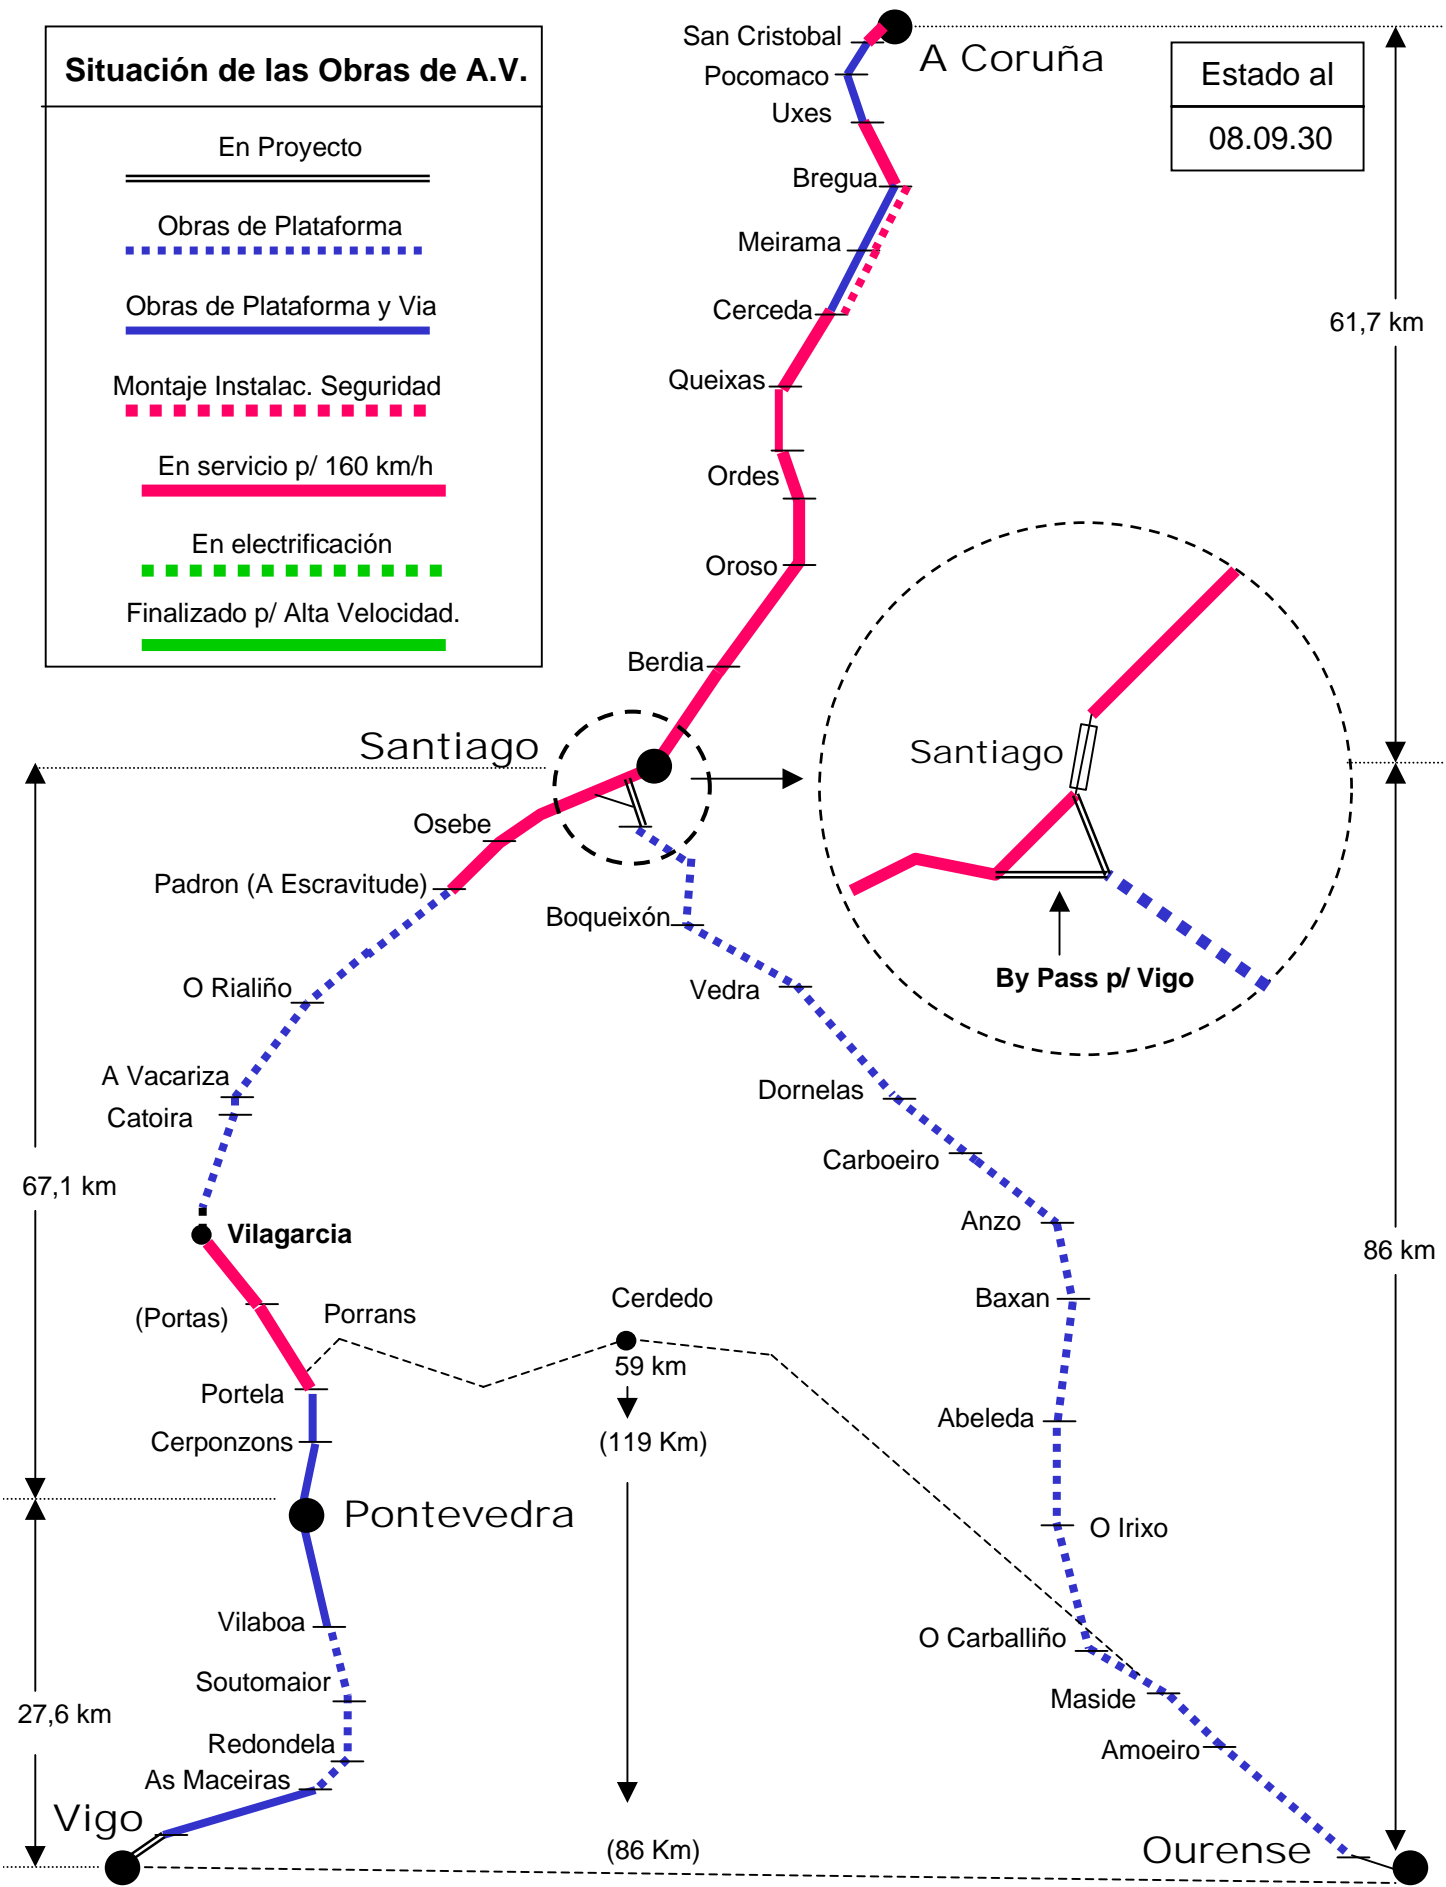 Situación de las Obras de A.V.
En Proyecto
Obras de Plataforma
Obras de Plataforma y Via
Montaje Instalac. Seguridad
En servicio p/ 160 km/h
En electrificación
Finalizado p/ Alta Velocidad.
Estado al
08.09.30
San Cristobal
A Coruña
Pocomaco
Uxes
Bregua
Meirama
Cerceda
61,7 km
Queixas
Ordes
Oroso
Berdia
Santiago
Santiago
By Pass p/ Vigo
Osebe
Padron (A Escravitude)
Boqueixón
O Rialiño
Vedra
A Vacariza
Catoira
Dornelas
Carboeiro
67,1 km
Vilagarcia
Anzo
86 km
(Portas)
Porrans
Cerdedo
59 km
(119 Km)
Baxan
Portela
Cerponzons
Abeleda
Pontevedra
O Irixo
Vilaboa
O Carballiño
Soutomaior
Maside
27,6 km
Redondela
Amoeiro
As Maceiras
Vigo
(86 Km)
Ourense